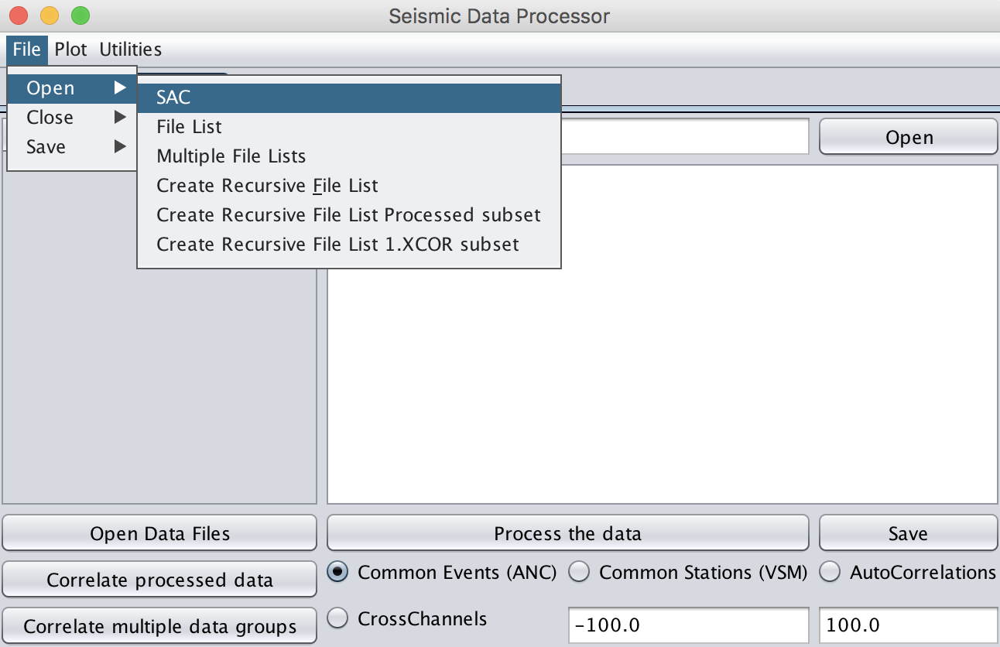 Seismic Data Processor
File Plot Utilities
Open
Close
Save
SAC
File List
Multiple File Lists
Create Recursive File List
Create Recursive File List Processed subset
Create Recursive File List 1.XCOR subset
Open
Open Data Files
Process the data
Save
Correlate processed data
Common Events (ANC)
Common Stations (VSM)
AutoCorrelations
Correlate multiple data groups
CrossChannels
-100.0
100.0